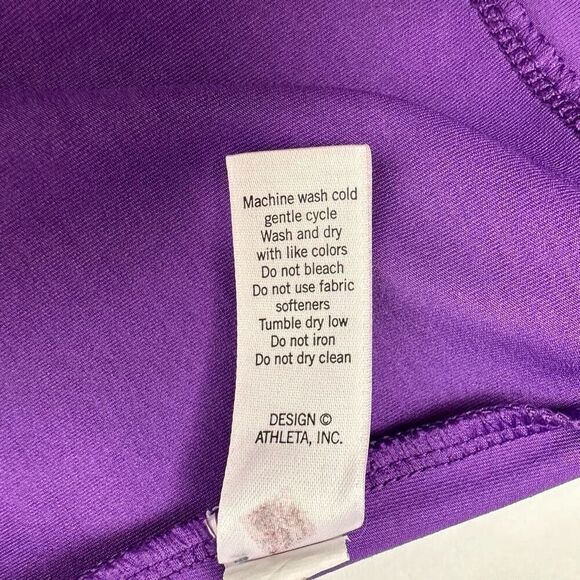 Machine wash cold
gentle cycle
Wash and dry
with like colors
Do not bleach
Do not use fabric
softeners
Tumble dry low
Do not iron
Do not dry clean
DESIGN ©
ATHLETA, INC.